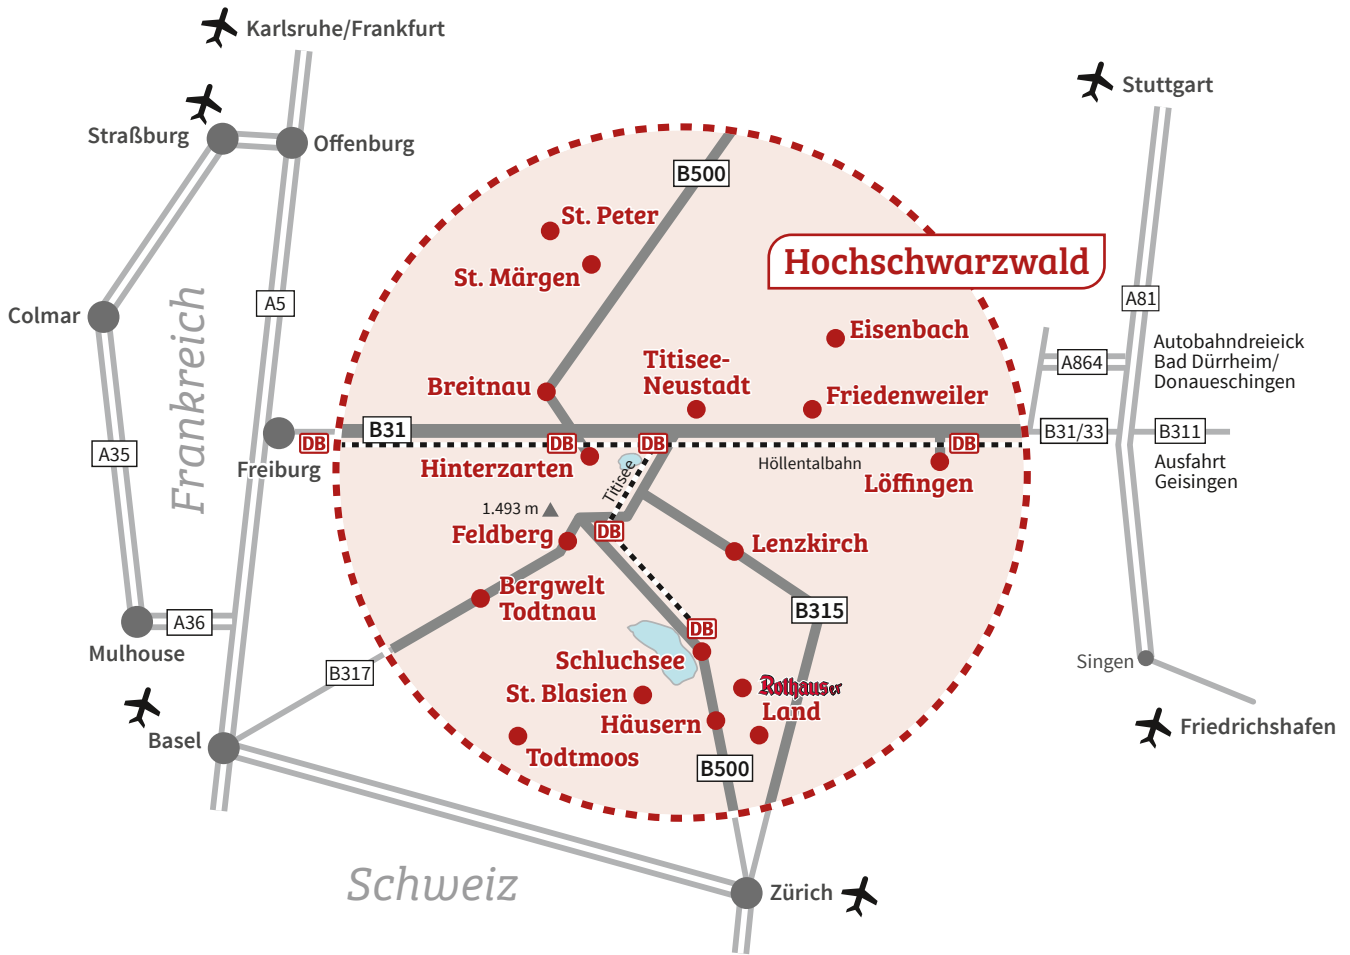 Karlsruhe/Frankfurt
Stuttgart
Straßburg
Offenburg
B500
St. Peter
Hochschwarzwald
St. Märgen
A5
A81
Colmar
Frankreich
Eisenbach
Autobahndreieick
Bad Dürrheim/
Donaueschingen
A864
Titisee-
Neustadt
Breitnau
Friedenweiler
B31
B31/33
B311
DB
DB
DB
DB
A35
Freiburg
Hinterzarten
Titisee
Höllentalbahn
Löffingen
Ausfahrt
Geisingen
1.493 m
Feldberg
DB
Lenzkirch
Bergwelt
Todtnau
B315
A36
Mulhouse
DB
Schluchsee
Singen
B317
St. Blasien
Rothauser
Land
Häusern
Basel
Todtmoos
B500
Friedrichshafen
Schweiz
Zürich